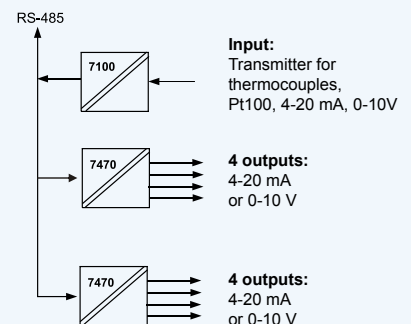 RS-485
7100
Input:
Transmitter for
thermocouples,
Pt100, 4-20 mA, 0-10V
7470
4 outputs:
4-20 mA
or 0-10 V
7470
4 outputs:
4-20 mA
or 0-10 V